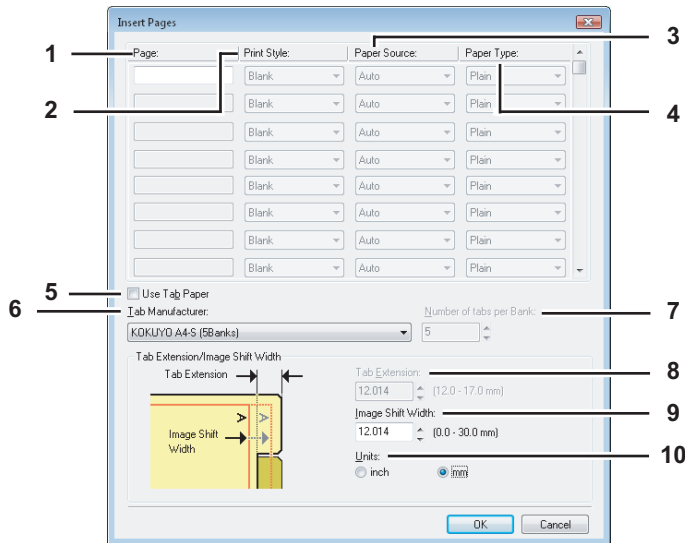 Insert Pages
1 Page: Print Style: Paper Source: Paper Type: 3
2 Blank Auto Plain 4
Blank Auto Plain
Blank Auto Plain
Blank Auto Plain
Blank Auto Plain
Blank Auto Plain
Blank Auto Plain
Blank Auto Plain
5 Use Tab Paper
6 Tab Manufacturer: Number of tabs per Bank: 7
KOKUYO A4-S (5Banks) 5
Tab Extension/Image Shift Width
Tab Extension Tab Extension: 8
12.014 (12.0 - 17.0 mm)
A A
Image Shift Width Image Shift Width: 9
12.014 (0.0 - 30.0 mm)
Units: 10
inch mm
OK Cancel